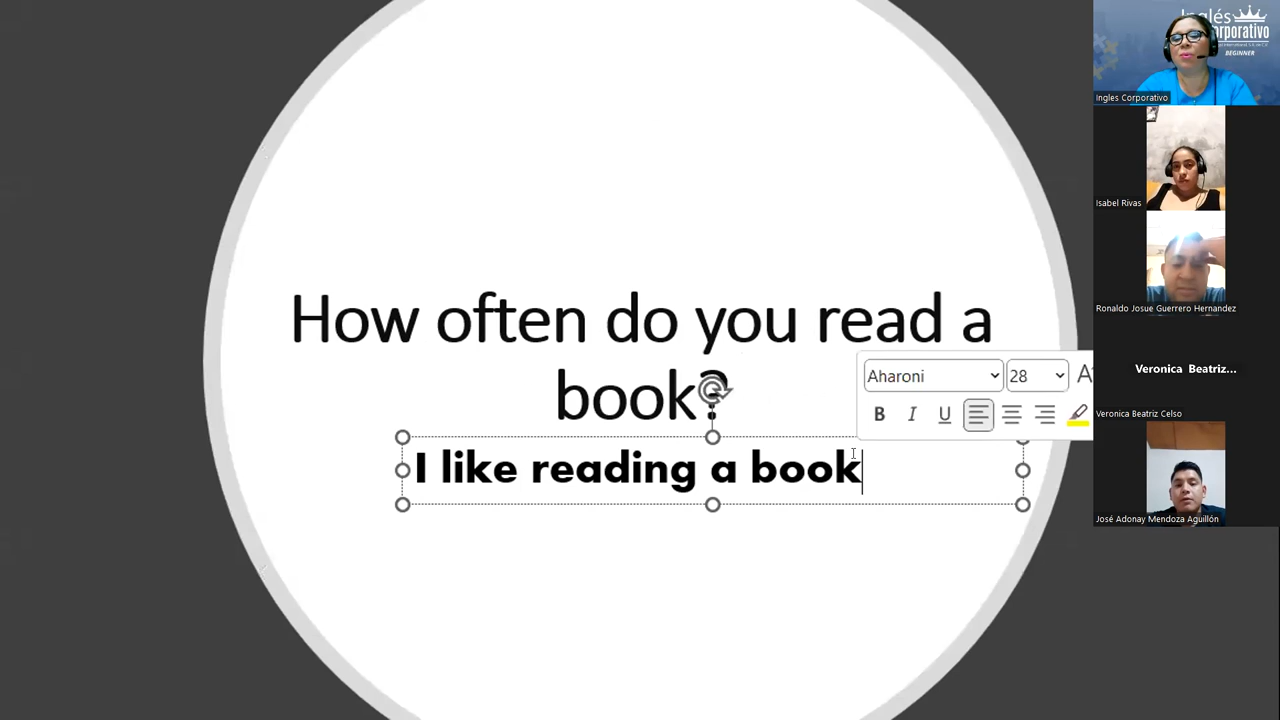 Inglés
Corporativo
BEGINNER
Ingles Corporativo
Isabel Rivas
Ronaldo Josue Guerrero Hernandez
Veronica Beatriz...
Veronica Beatriz Celso
José Adonay Mendoza Aguillón
How often do you read a
book?
I like reading a book
Aharoni
28
A
B I U